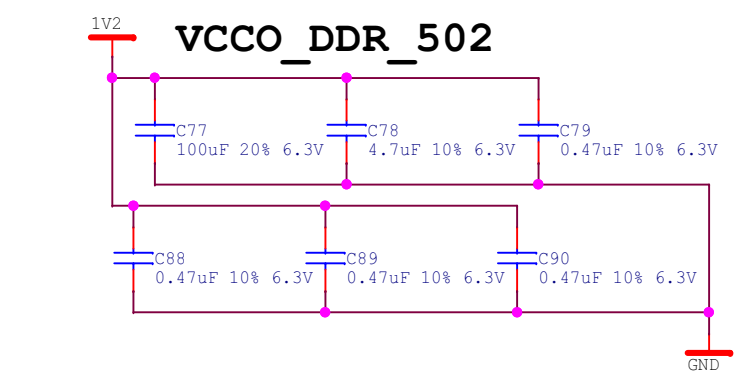 1V2
VCCO_DDR_502
C77
100uF 20% 6.3V
C78
4.7uF 10% 6.3V
C79
0.47uF 10% 6.3V
C88
0.47uF 10% 6.3V
C89
0.47uF 10% 6.3V
C90
0.47uF 10% 6.3V
GND